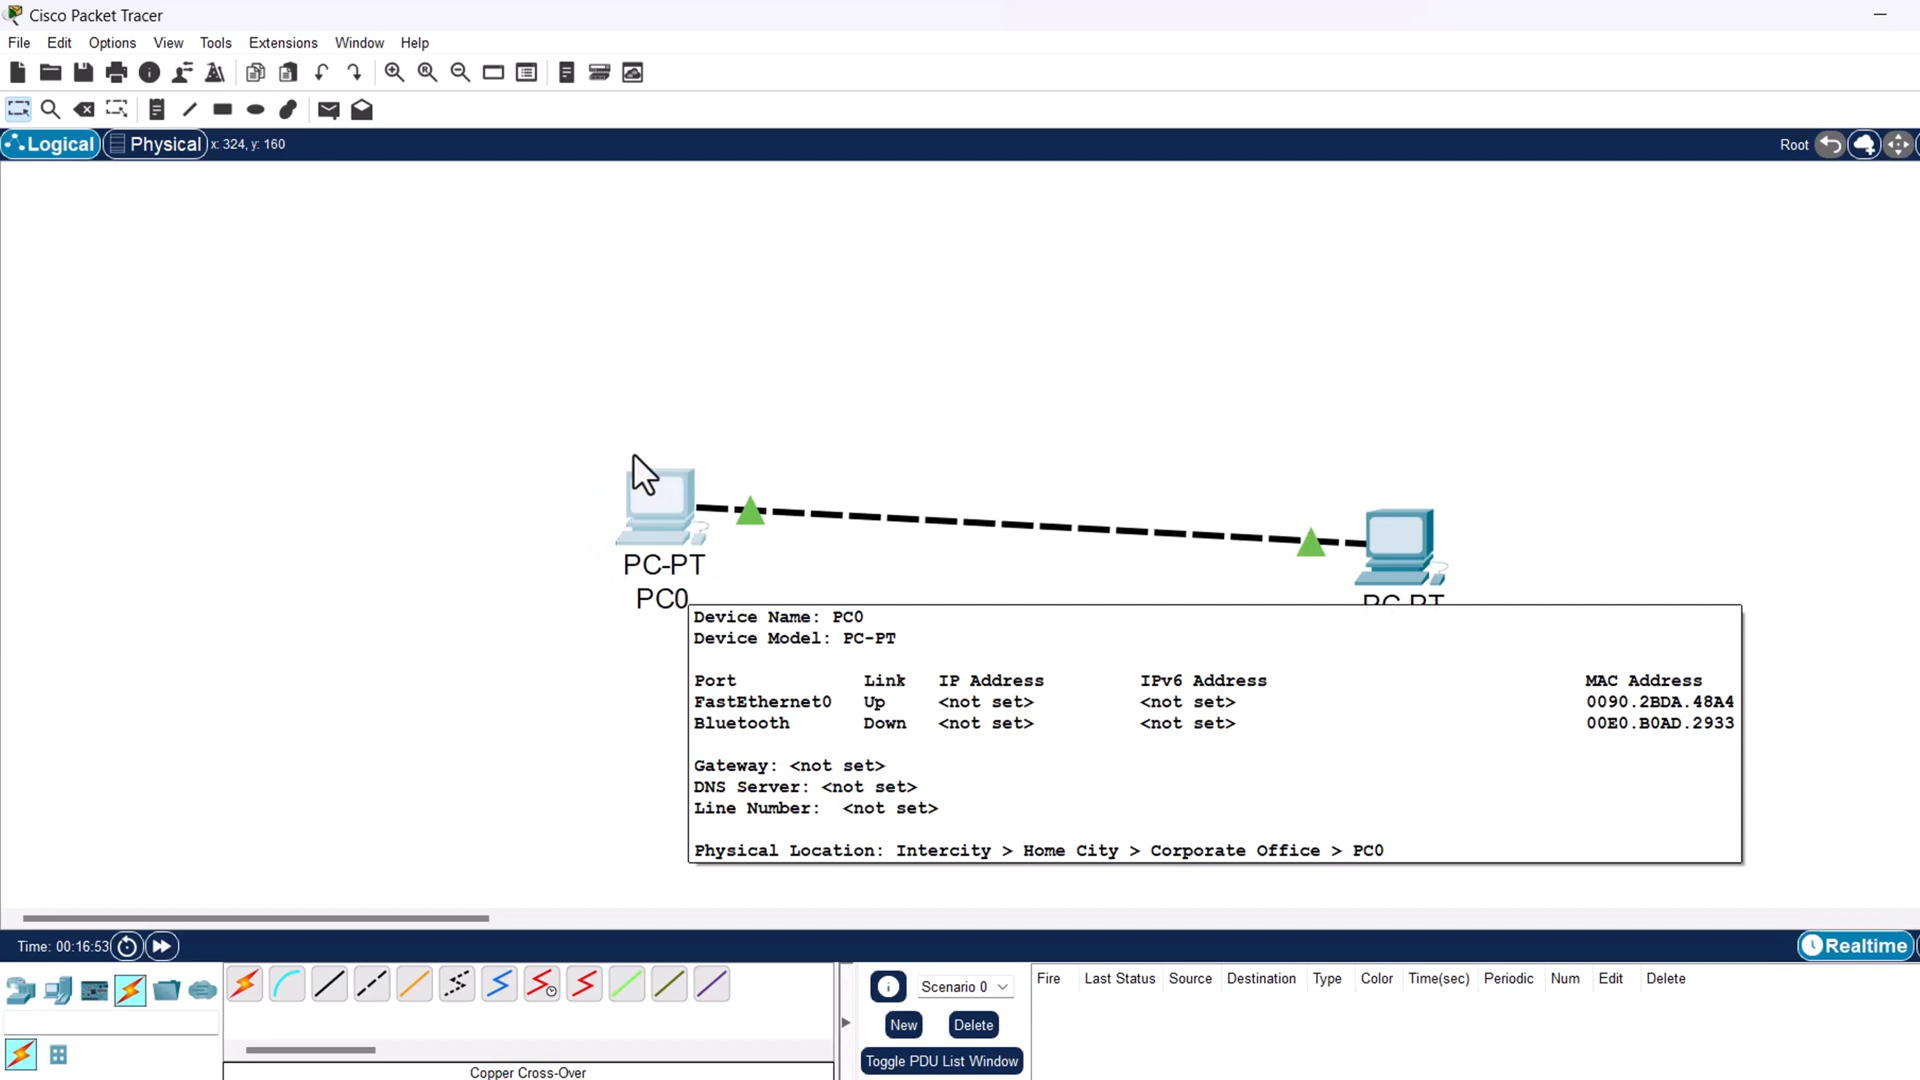 Cisco Packet Tracer
File Edit Options View Tools Extensions Window Help
Logical Physical x: 324, y: 160 Root
PC-PT
PC0
Device Name: PC0
Device Model: PC-PT
Port Link IP Address IPv6 Address MAC Address
FastEthernet0 Up <not set> <not set> 0090.2BDA.48A4
Bluetooth Down <not set> <not set> 00E0.B0AD.2933
Gateway: <not set>
DNS Server: <not set>
Line Number: <not set>
Physical Location: Intercity > Home City > Corporate Office > PC0
PC-PT
Time: 00:16:53 Realtime
Scenario 0
New Delete
Toggle PDU List Window
Fire Last Status Source Destination Type Color Time(sec) Periodic Num Edit Delete
Copper Cross-Over